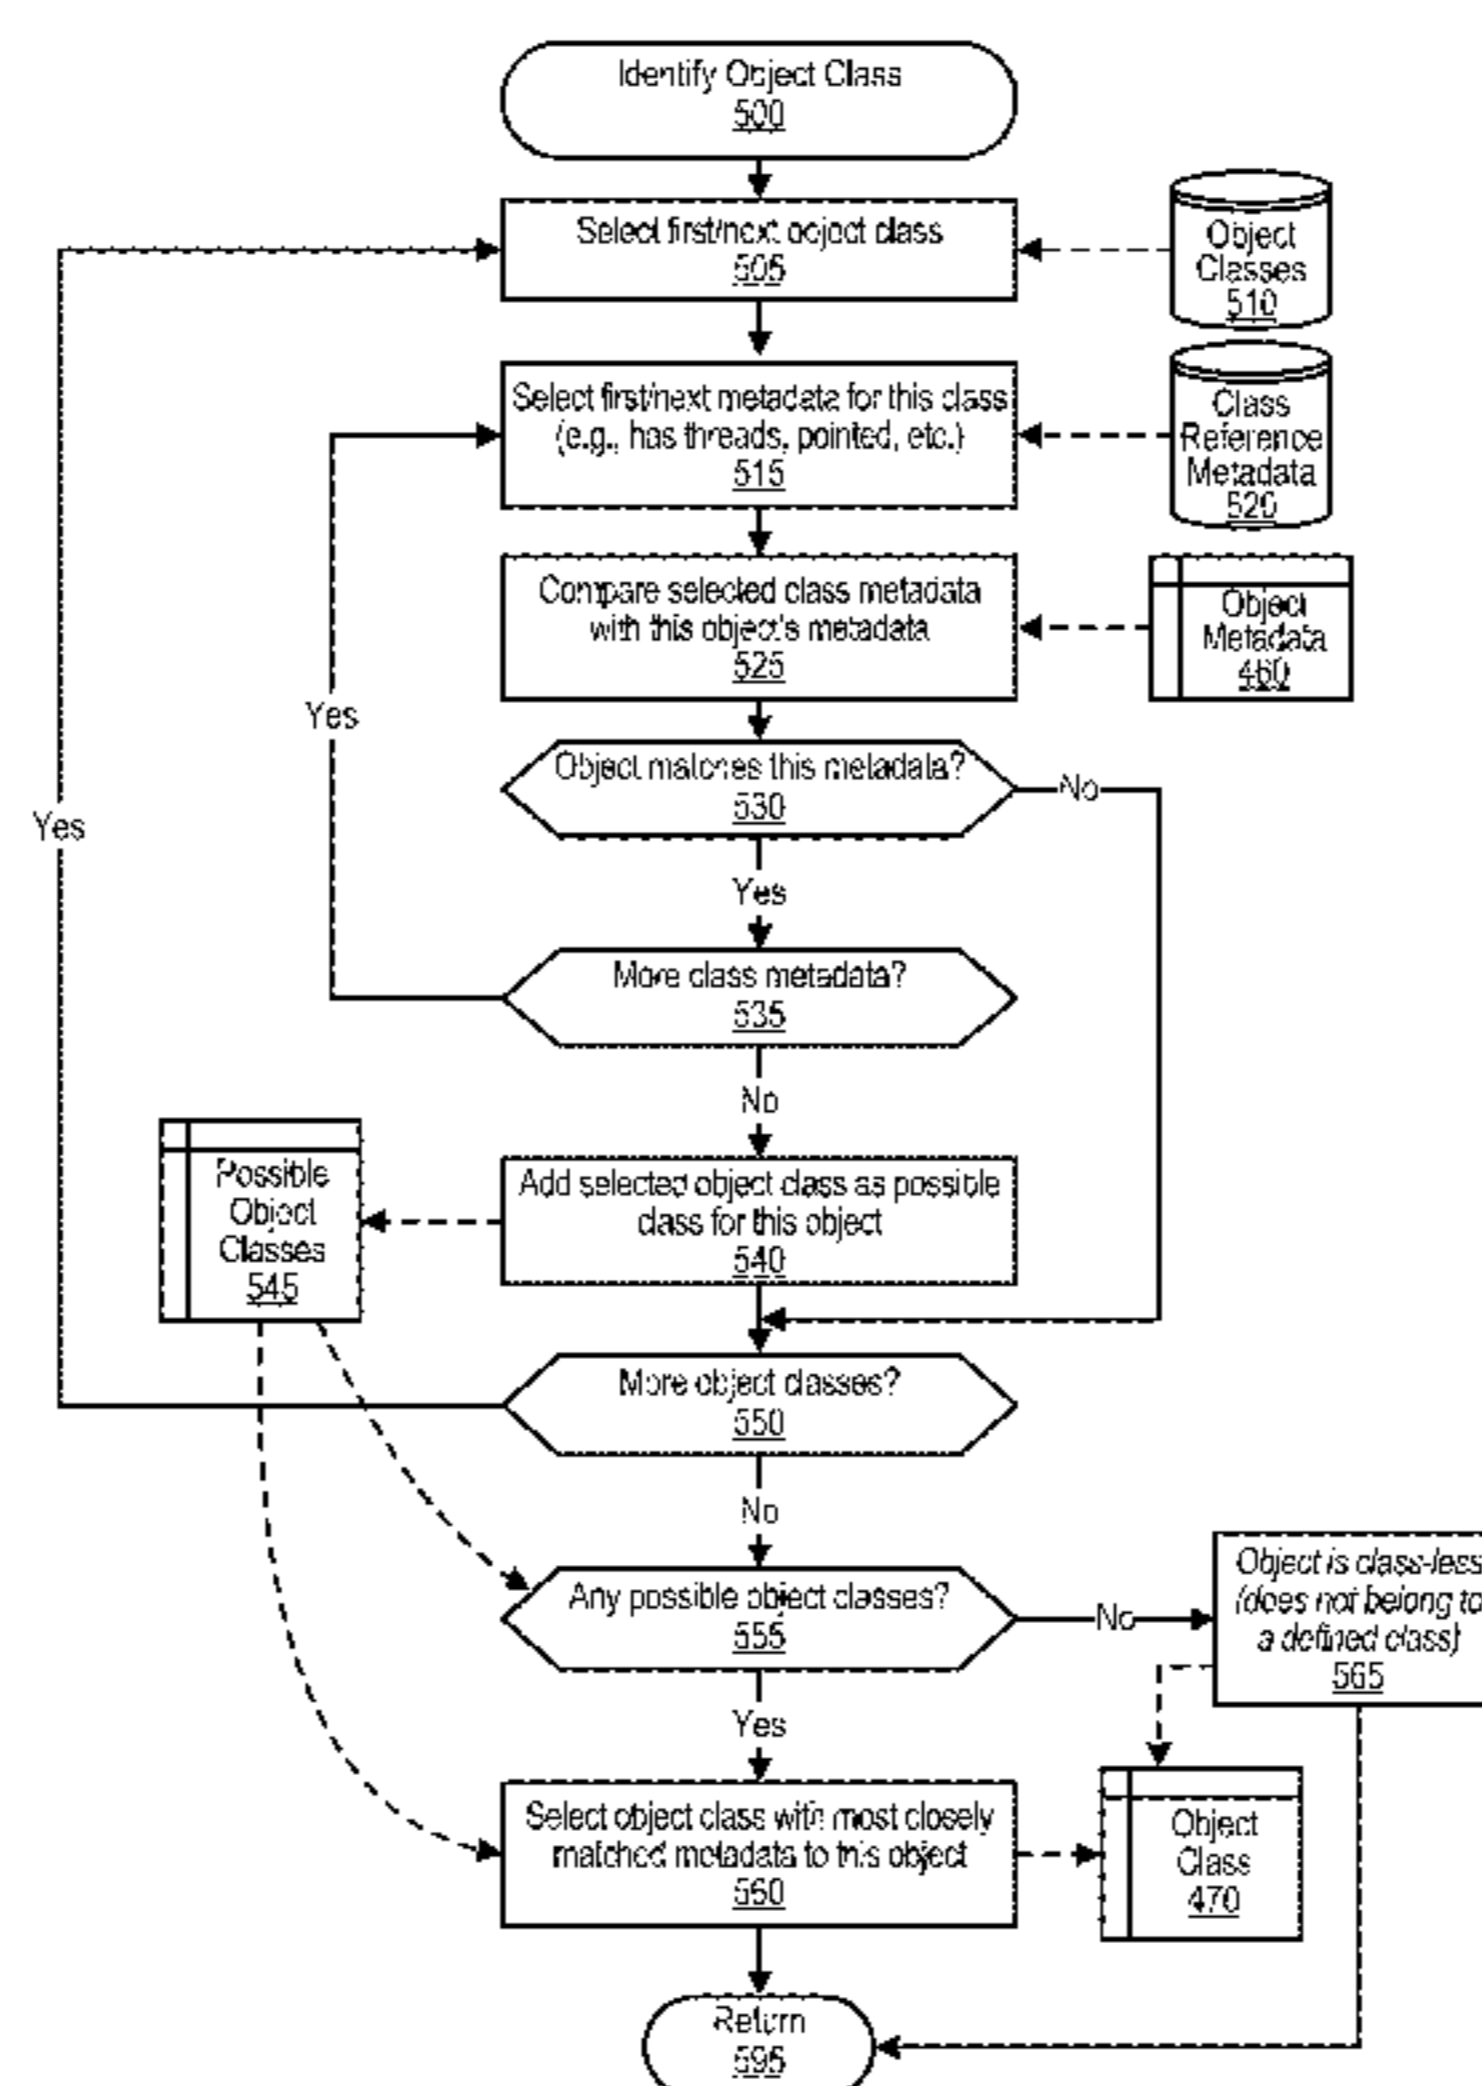 Identify Object Class
500
Select first/next object class
505
Object
Classes
510
Select first/next metadata for this class
(e.g., has threads, pointed, etc.)
515
Class
Reference
Metadata
520
Compare selected class metadata
with this object's metadata
525
Object
Metadata
460
Yes
Object matches this metadata?
530
No
Yes
Yes
More class metadata?
535
No
Possible
Object
Classes
545
Add selected object class as possible
class for this object
540
More object classes?
550
No
Any possible object classes?
555
No
Object is class-less
(does not belong to
a defined class)
565
Yes
Select object class with most closely
matched metadata to this object
560
Object
Class
470
Return
595